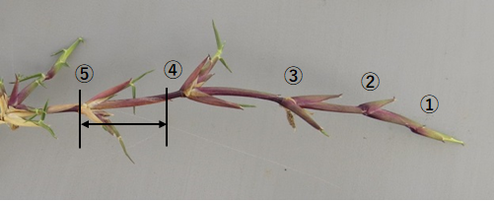 ⑤ ④ ③ ② ①